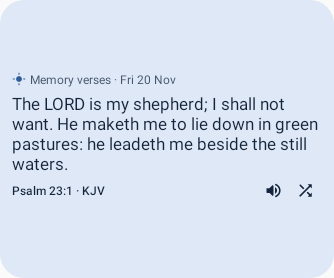 Memory verses · Fri 20 Nov
The LORD is my shepherd; I shall not
want. He maketh me to lie down in green
pastures: he leadeth me beside the still
waters.
Psalm 23:1 · KJV